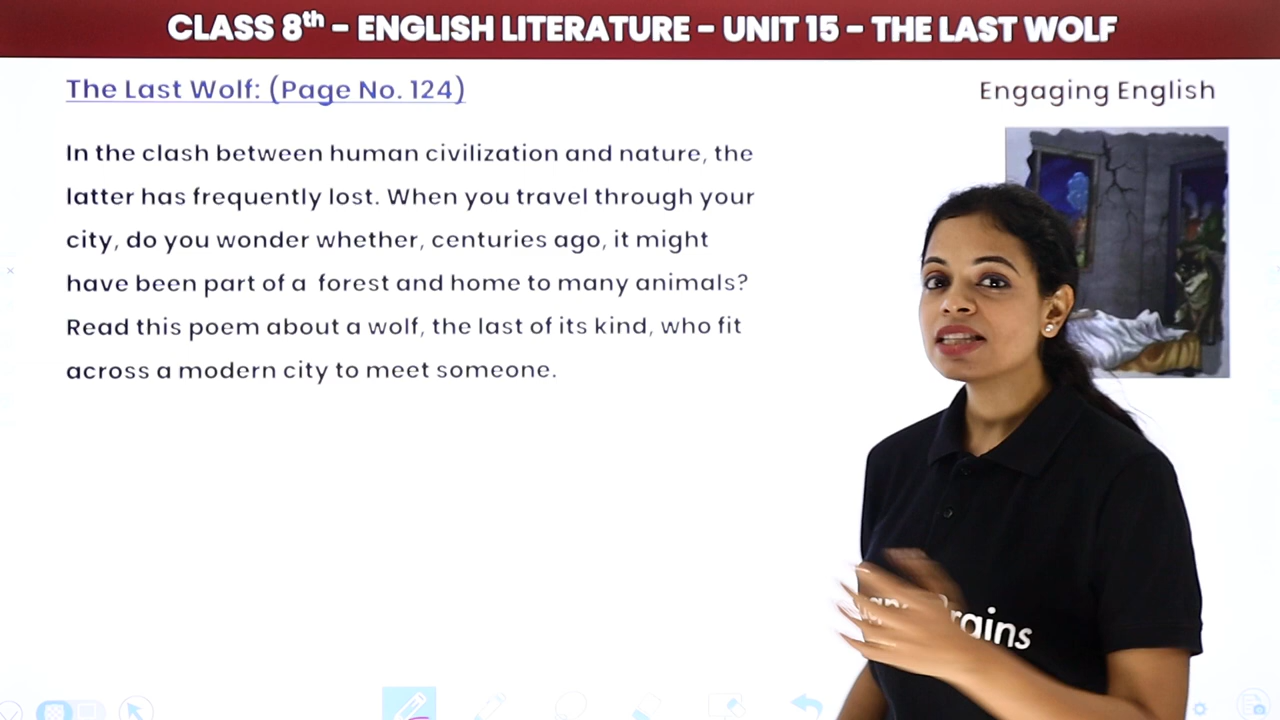 CLASS 8th - ENGLISH LITERATURE - UNIT 15 - THE LAST WOLF
The Last Wolf: (Page No. 124)
Engaging English
In the clash between human civilization and nature, the
latter has frequently lost. When you travel through your
city, do you wonder whether, centuries ago, it might
have been part of a forest and home to many animals?
Read this poem about a wolf, the last of its kind, who fit
across a modern city to meet someone.